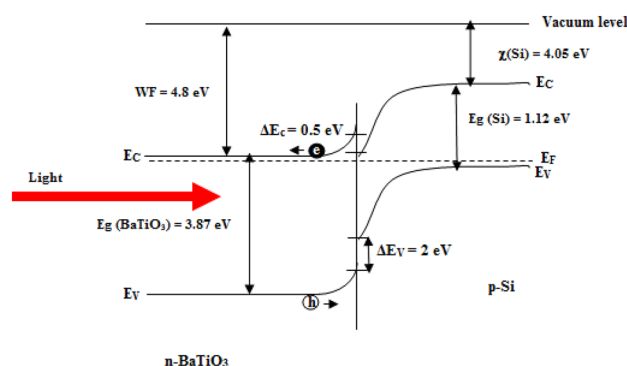 Vacuum level
χ(Si) = 4.05 eV
WF = 4.8 eV
EC
ΔEc = 0.5 eV
Eg (Si) = 1.12 eV
e
EC
EF
EV
Light
Eg (BaTiO3) = 3.87 eV
ΔEV = 2 eV
p-Si
EV
h
n-BaTiO3